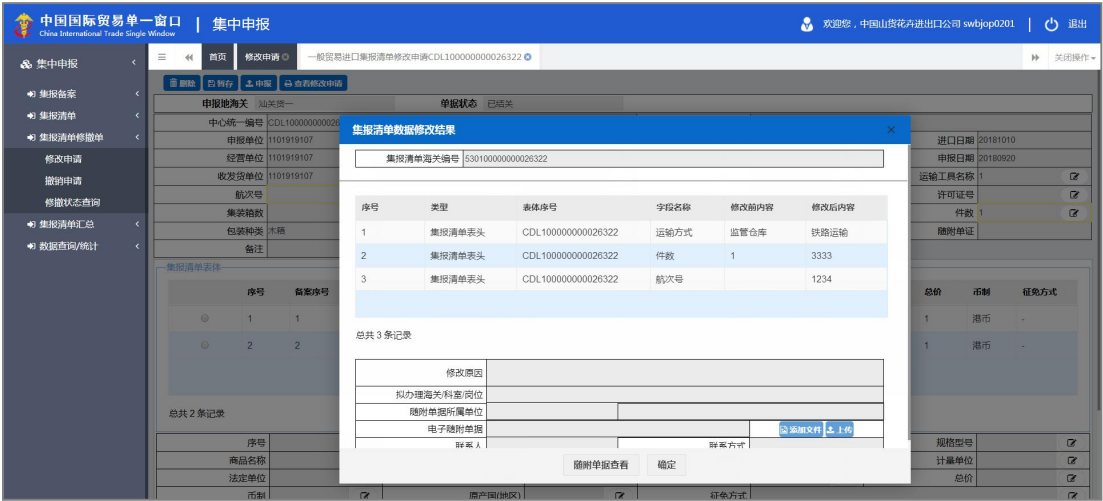 中国国际贸易单一窗口 | 集中申报
China International Trade Single Window
欢迎您，中国山货花卉进出口公司 swbjop0201 | 退出
集中申报
首页 修改申请 一般贸易进口集报清单修改申请CDL100000000026322 关闭操作
集报备案
集报清单
集报清单修撤单
修改申请
撤销申请
修撤状态查询
集报清单汇总
数据查询/统计
删除 暂存 申报 查看修改申请
申报地海关 汕关货一 单据状态 已结关
中心统一编号 CDL10000000026
申报单位 1101919107 进口日期 20181010
经营单位 1101919107 申报日期 20180920
收发货单位 1101919107 运输工具名称 1
航次号 许可证号
集装箱数 件数 1
包装种类 木箱 随附单证
备注
集报清单表体
序号 备案序号 总价 币制 征免方式
1 1 1 港币 -
2 2 1 港币 -
总共 2 条记录
序号 规格型号
商品名称 计量单位
法定单位 总价
币制 原产国(地区) 征免方式
集报清单数据修改结果
集报清单海关编号 530100000000026322
序号 类型 表体序号 字段名称 修改前内容 修改后内容
1 集报清单表头 CDL100000000026322 运输方式 监管仓库 铁路运输
2 集报清单表头 CDL100000000026322 件数 1 3333
3 集报清单表头 CDL100000000026322 航次号 1234
总共 3 条记录
修改原因
拟办理海关/科室/岗位
随附单据所属单位
电子随附单据 添加文件 上传
联系人 联系方式
随附单据查看 确定